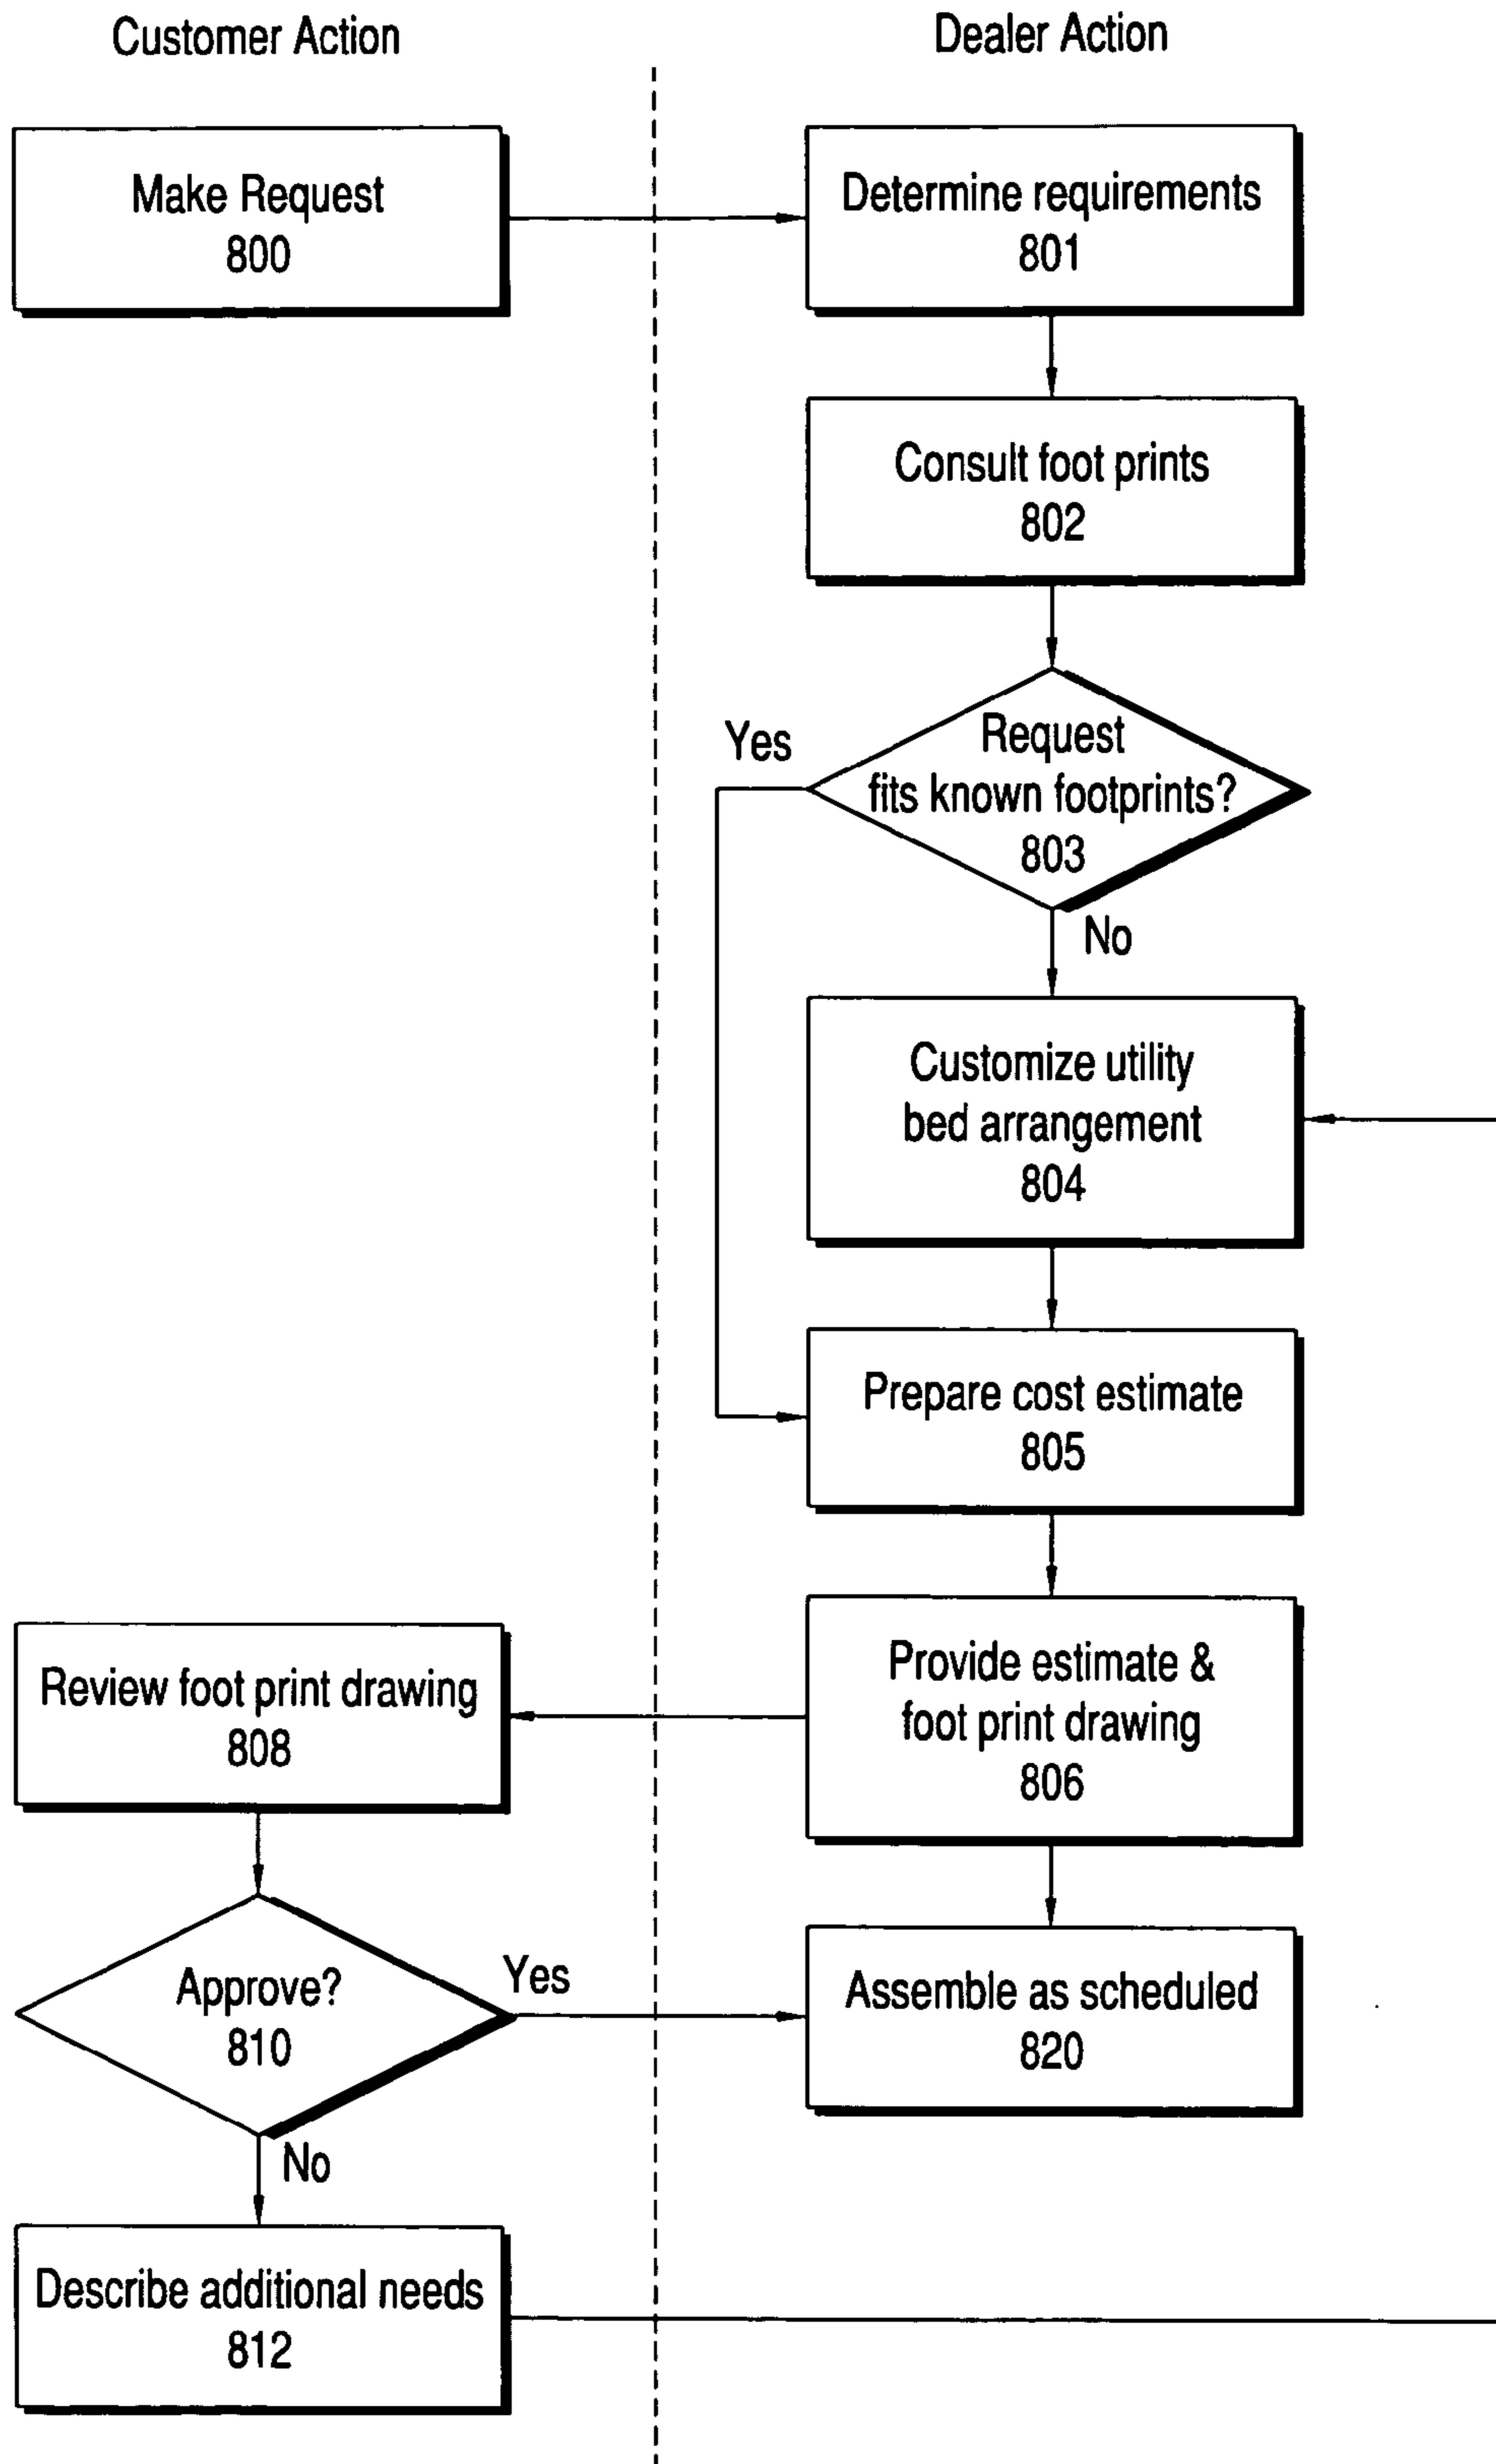 Customer Action
Dealer Action
Make Request
800
Determine requirements
801
Consult foot prints
802
Request
fits known footprints?
803
Yes
No
Customize utility
bed arrangement
804
Prepare cost estimate
805
Provide estimate &
foot print drawing
806
Review foot print drawing
808
Approve?
810
Yes
No
Assemble as scheduled
820
Describe additional needs
812